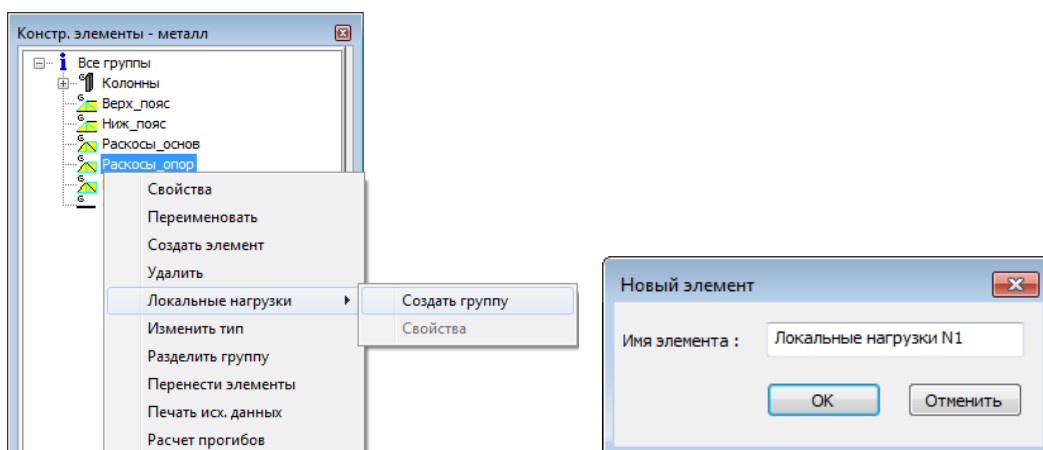 Констр. элементы - металл
Все группы
Колонны
Верх_пояс
Ниж_пояс
Раскосы_основ
Раскосы_опор
Свойства
Переименовать
Создать элемент
Удалить
Локальные нагрузки
Изменить тип
Разделить группу
Перенести элементы
Печать исх. данных
Расчет прогибов
Создать группу
Свойства
Новый элемент
Имя элемента : Локальные нагрузки N1
OK Отменить